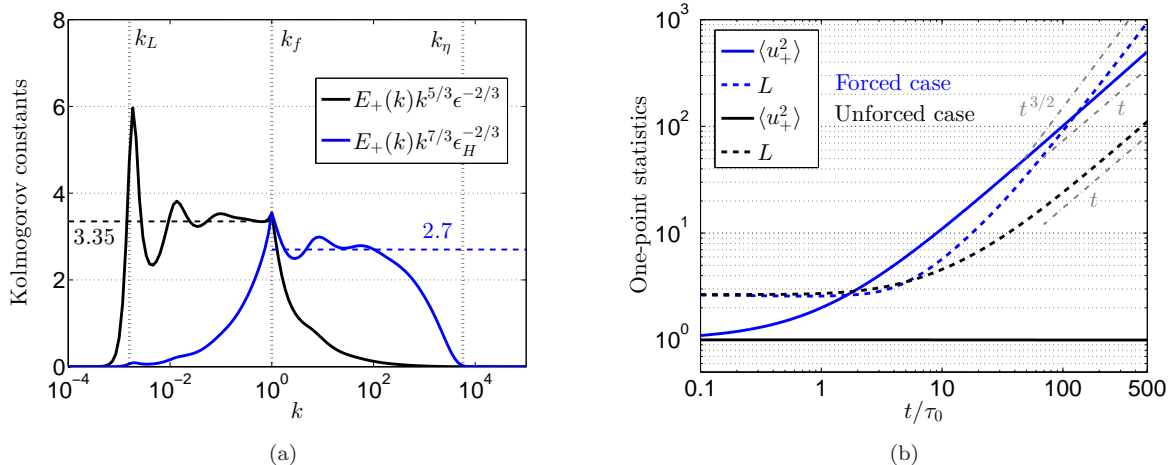 Kolmogorov constants
8
6
4
2
0
k_L
k_f
k_η
E_+(k)k^{5/3}ϵ^{-2/3}
E_+(k)k^{7/3}ϵ_H^{-2/3}
3.35
2.7
10^{-4}
10^{-2}
10^0
10^2
10^4
k
(a)
One-point statistics
10^3
10^2
10^1
10^0
⟨u_+^2⟩
L
⟨u_+^2⟩
L
Forced case
Unforced case
t^{3/2}
t
t
0.1
1
10
100
500
t/τ_0
(b)